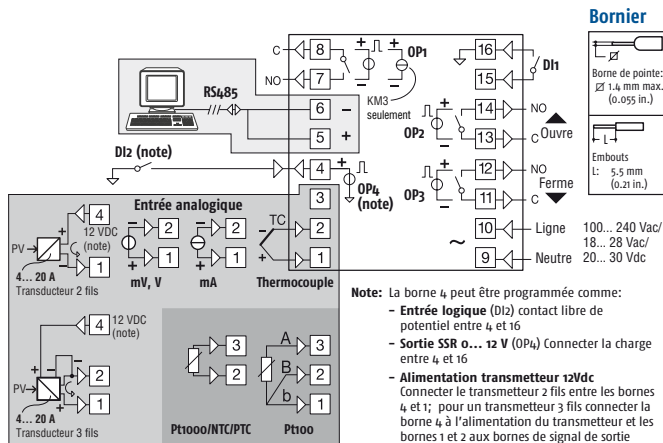 Bornier
C
8
NO
7
OP1
KM3
seulement
RS485
6
5
16
15
DI1
14
NO
OP2
13
C
Ouvre
12
NO
OP3
11
C
Ferme
10
Ligne
9
Neutre
100... 240 Vac/
18... 28 Vac/
20... 30 Vdc
Borne de pointe:
∅ 1.4 mm max.
(0.055 in.)
L
Embouts
L: 5.5 mm
(0.21 in.)
DI2 (note)
4
OP4
(note)
3
2
1
TC
Thermocouple
Entrée analogique
4
12 VDC
(note)
PV
1
4... 20 A
Transducteur 2 fils
2
1
mV, V
2
1
mA
4
12 VDC
(note)
PV
2
1
4... 20 A
Transducteur 3 fils
3
2
Pt1000/NTC/PTC
A
3
B
2
b
1
Pt100
Note: La borne 4 peut être programmée comme:
- Entrée logique (DI2) contact libre de
potentiel entre 4 et 16
- Sortie SSR 0... 12 V (OP4) Connecter la charge
entre 4 et 16
- Alimentation transmetteur 12Vdc
Connecter le transmetteur 2 fils entre les bornes
4 et 1; pour un transmetteur 3 fils connecter la
borne 4 à l'alimentation du transmetteur et les
bornes 1 et 2 aux bornes du signal de sortie